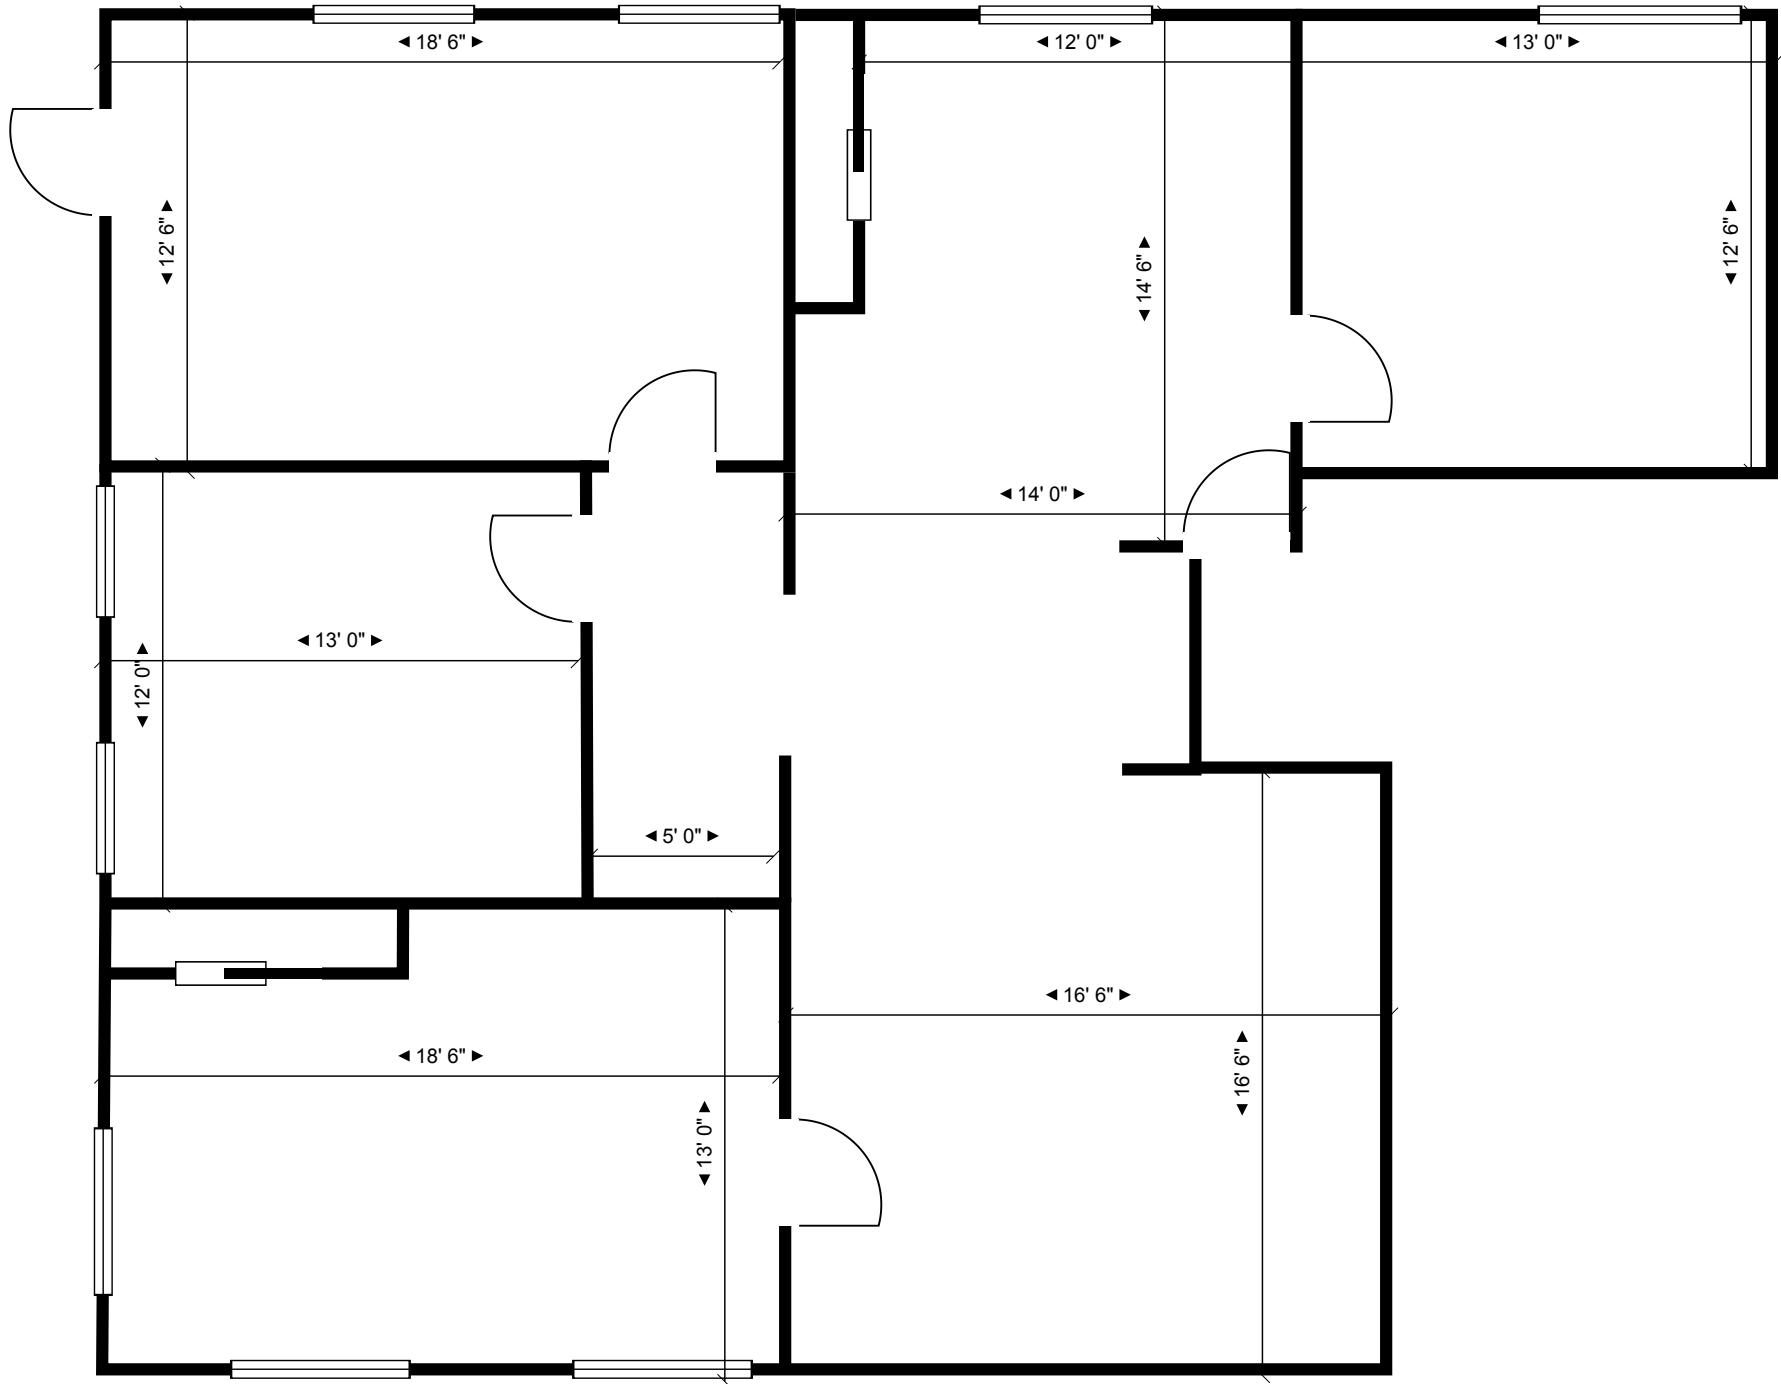 ◄ 18' 6" ►
◄ 12' 0" ►
◄ 13' 0" ►
◄ 12' 6" ►
◄ 14' 6" ►
◄ 12' 6" ►
◄ 14' 0" ►
◄ 13' 0" ►
◄ 12' 0" ►
◄ 5' 0" ►
◄ 16' 6" ►
◄ 18' 6" ►
◄ 16' 6" ►
◄ 13' 0" ►